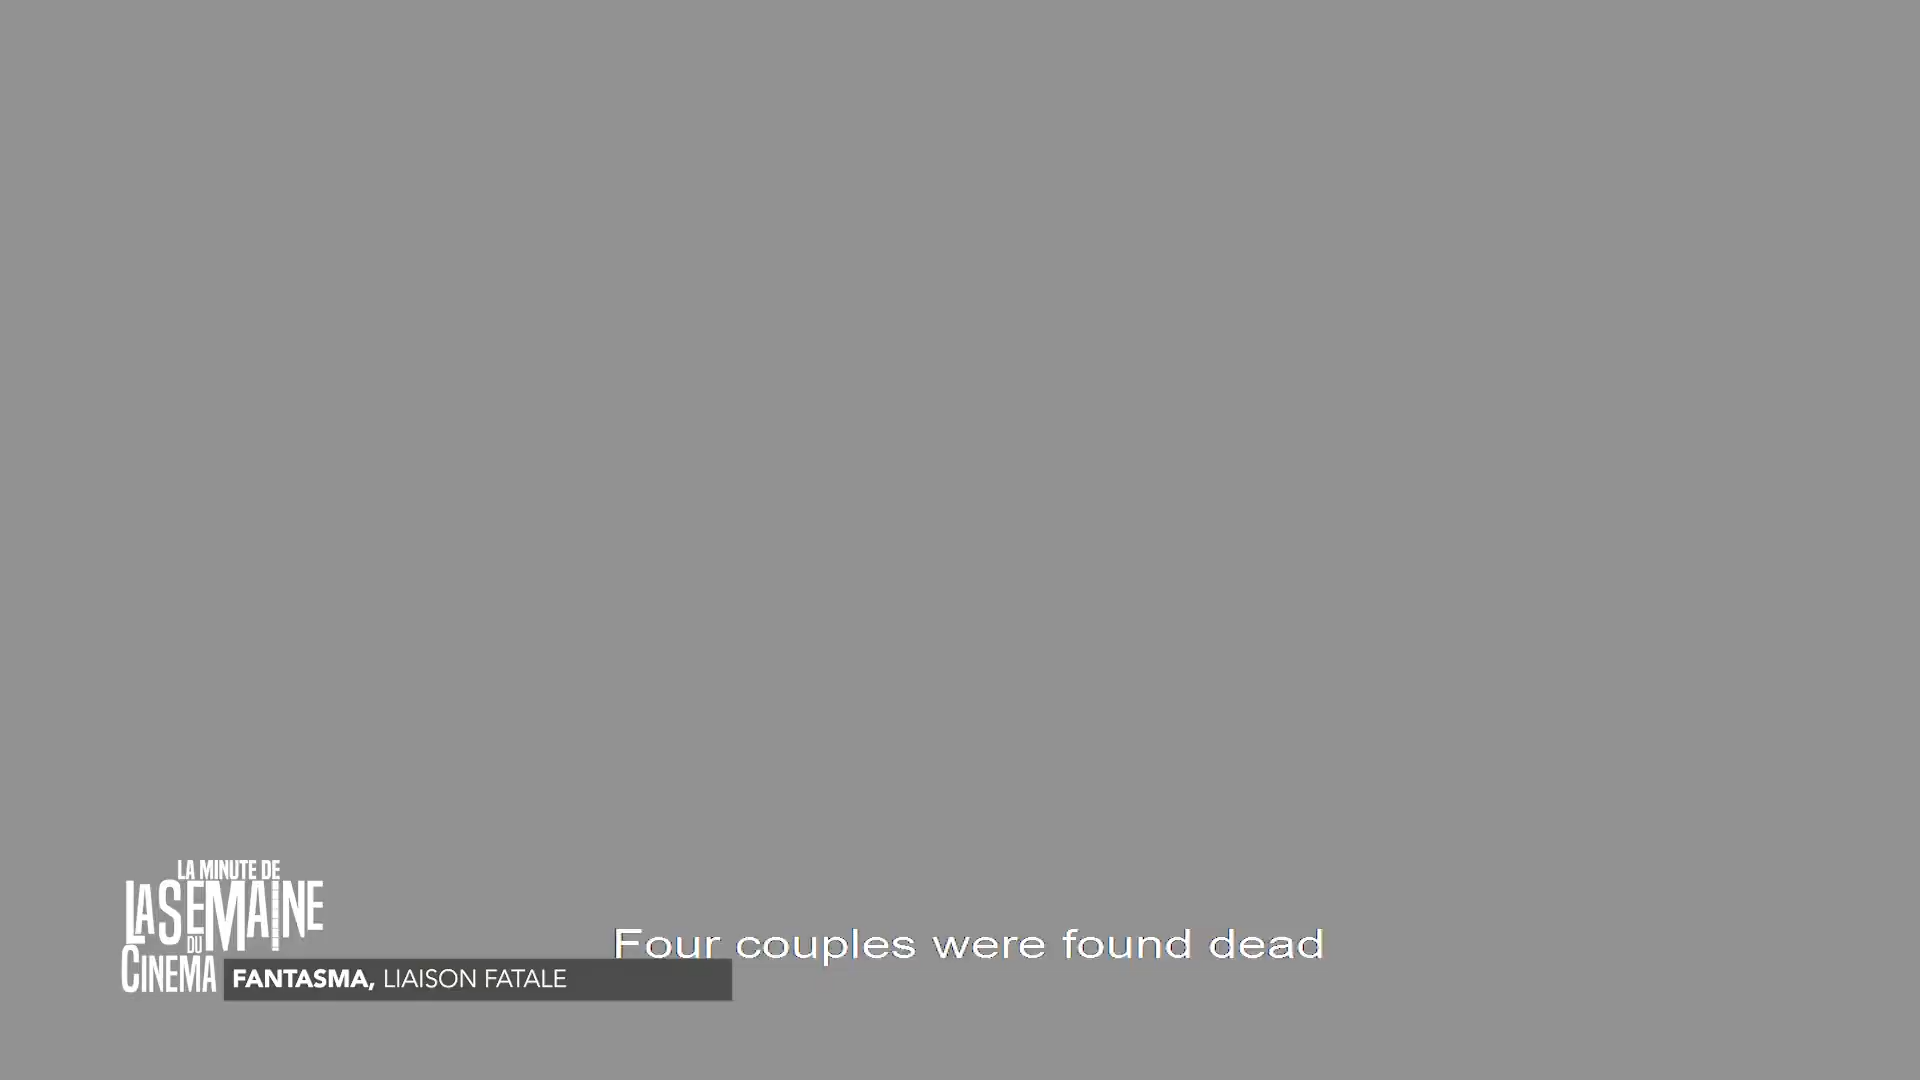 LA MINUTE DE
LA SEMAINE
DU
CINEMA
Four couples were found dead
FANTASMA, LIAISON FATALE